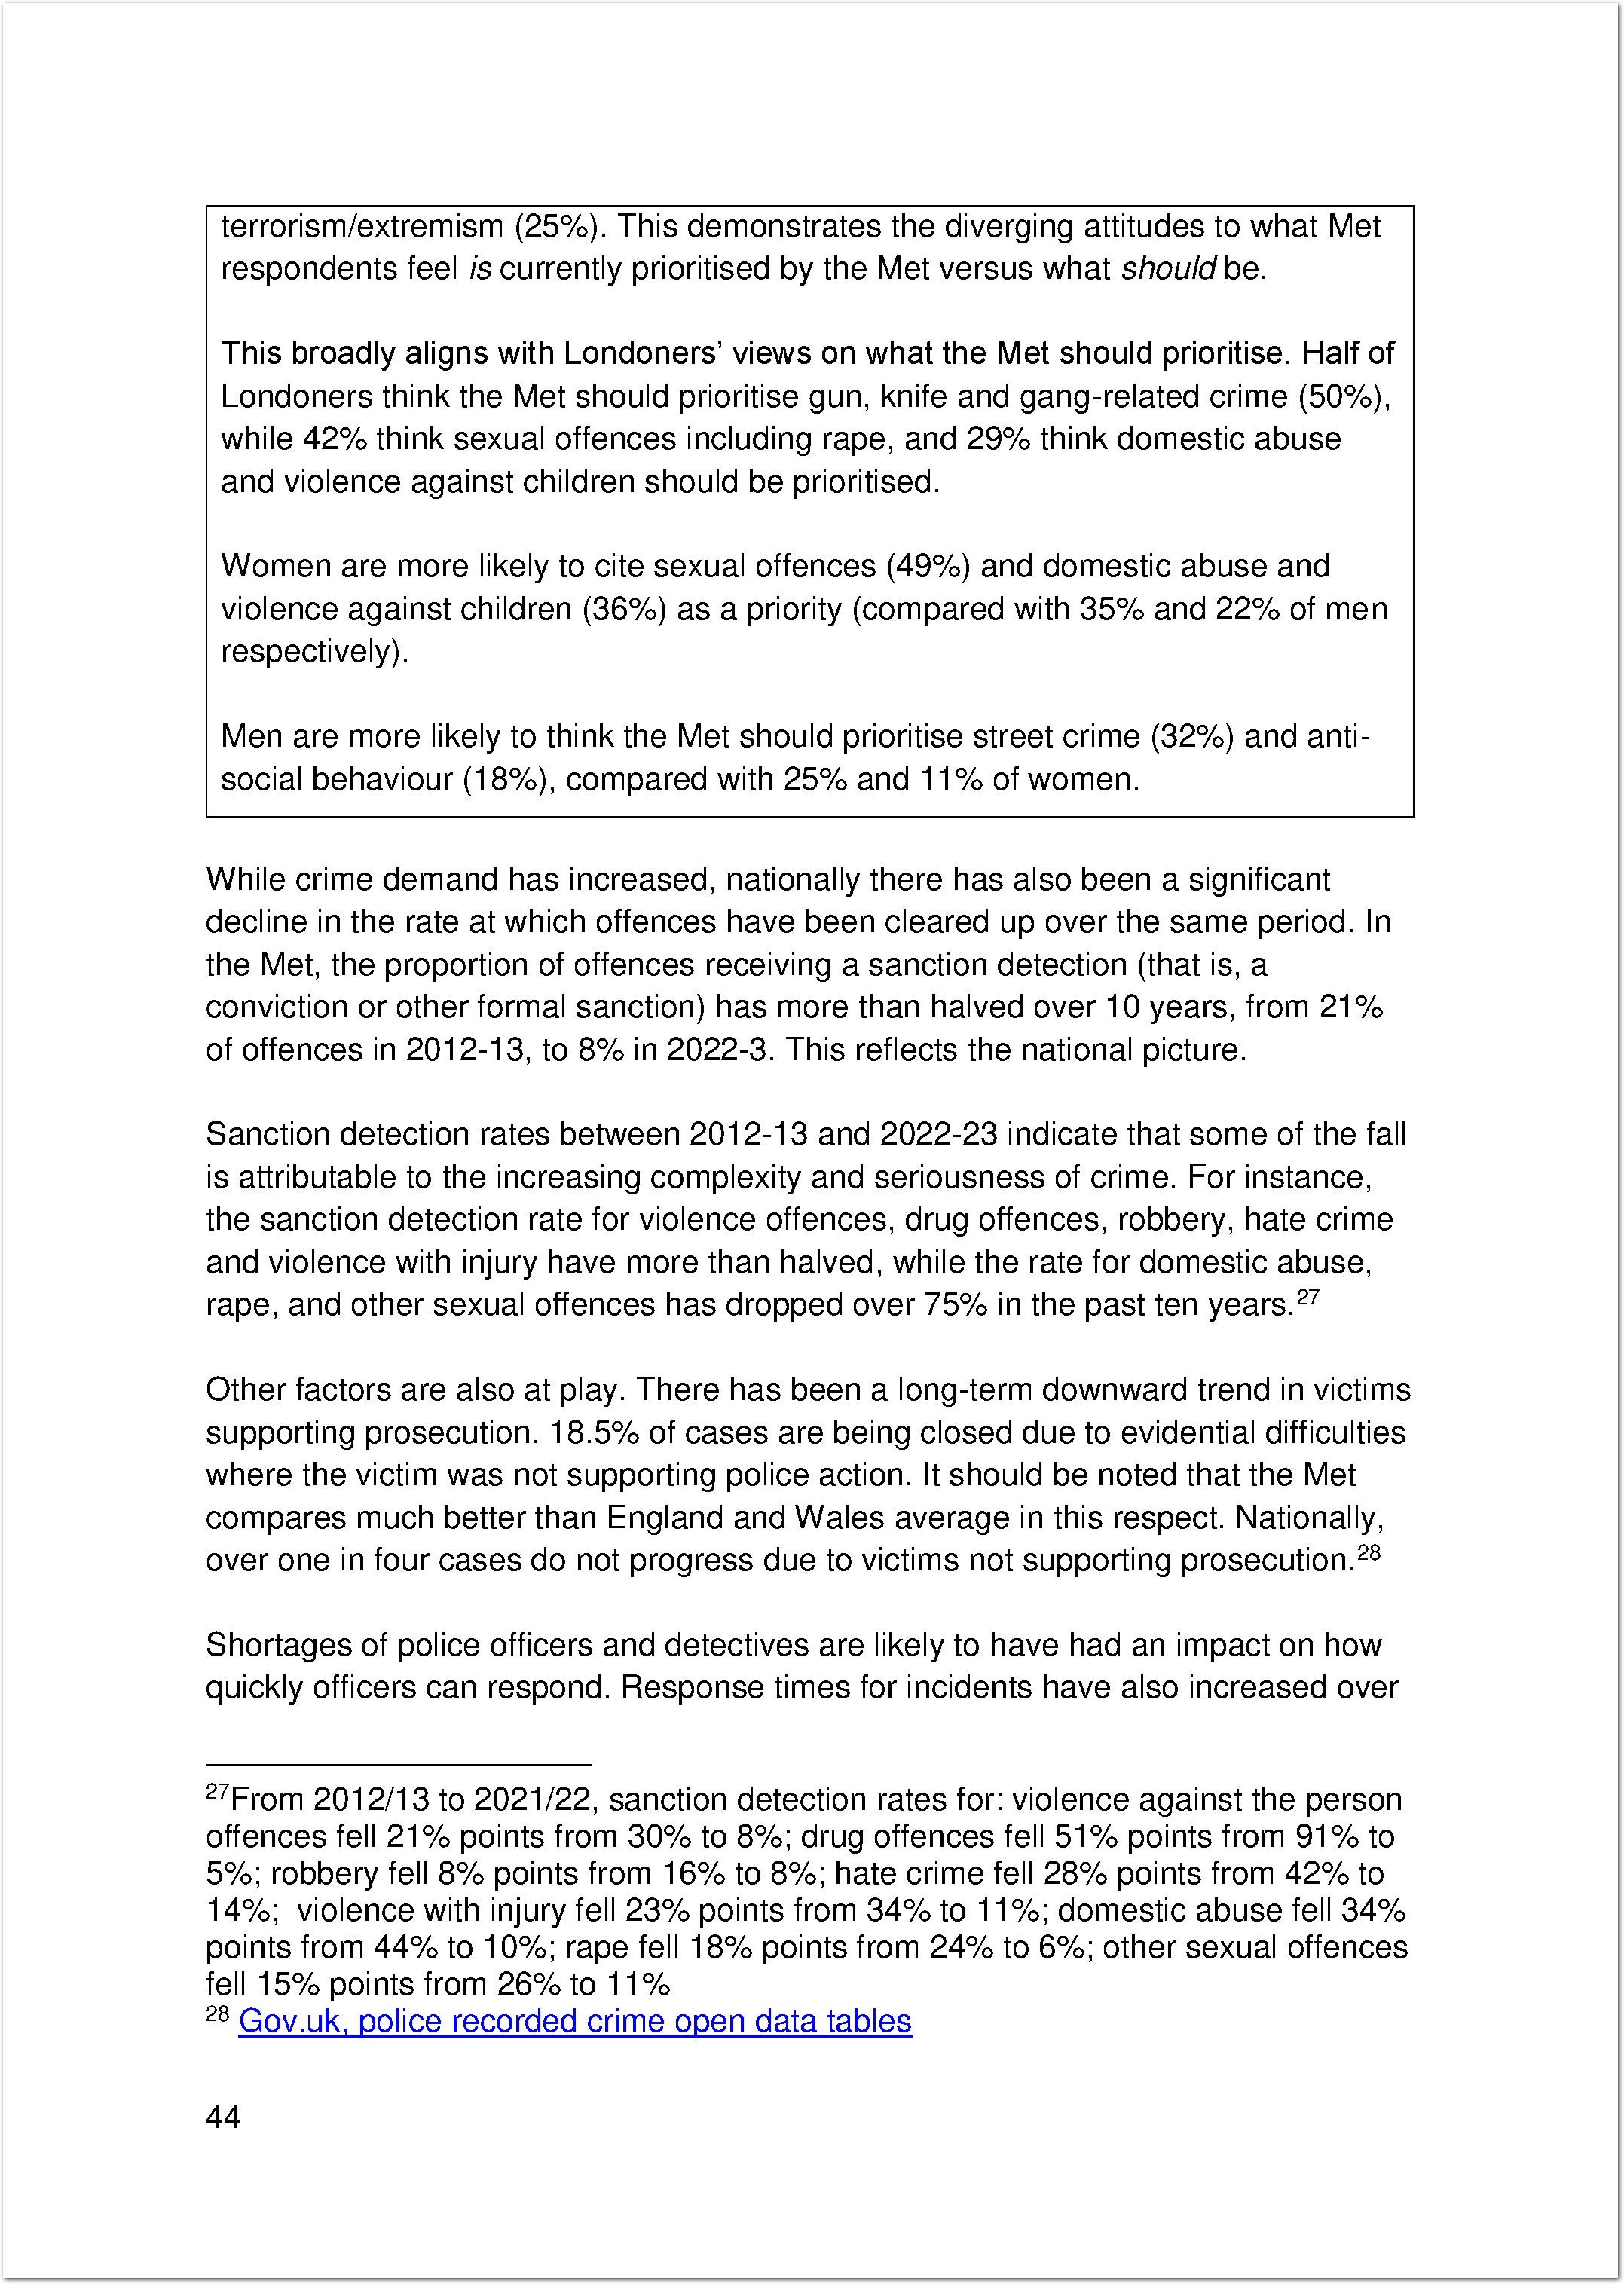 terrorism/extremism (25%). This demonstrates the diverging attitudes to what Met
respondents feel is currently prioritised by the Met versus what should be.
This broadly aligns with Londoners’ views on what the Met should prioritise. Half of
Londoners think the Met should prioritise gun, knife and gang-related crime (50%),
while 42% think sexual offences including rape, and 29% think domestic abuse
and violence against children should be prioritised.
Women are more likely to cite sexual offences (49%) and domestic abuse and
violence against children (36%) as a priority (compared with 35% and 22% of men
respectively).
Men are more likely to think the Met should prioritise street crime (32%) and anti-
social behaviour (18%), compared with 25% and 11% of women.
While crime demand has increased, nationally there has also been a significant
decline in the rate at which offences have been cleared up over the same period. In
the Met, the proportion of offences receiving a sanction detection (that is, a
conviction or other formal sanction) has more than halved over 10 years, from 21%
of offences in 2012-13, to 8% in 2022-3. This reflects the national picture.
Sanction detection rates between 2012-13 and 2022-23 indicate that some of the fall
is attributable to the increasing complexity and seriousness of crime. For instance,
the sanction detection rate for violence offences, drug offences, robbery, hate crime
and violence with injury have more than halved, while the rate for domestic abuse,
rape, and other sexual offences has dropped over 75% in the past ten years.27
Other factors are also at play. There has been a long-term downward trend in victims
supporting prosecution. 18.5% of cases are being closed due to evidential difficulties
where the victim was not supporting police action. It should be noted that the Met
compares much better than England and Wales average in this respect. Nationally,
over one in four cases do not progress due to victims not supporting prosecution.28
Shortages of police officers and detectives are likely to have had an impact on how
quickly officers can respond. Response times for incidents have also increased over
27From 2012/13 to 2021/22, sanction detection rates for: violence against the person
offences fell 21% points from 30% to 8%; drug offences fell 51% points from 91% to
5%; robbery fell 8% points from 16% to 8%; hate crime fell 28% points from 42% to
14%;  violence with injury fell 23% points from 34% to 11%; domestic abuse fell 34%
points from 44% to 10%; rape fell 18% points from 24% to 6%; other sexual offences
fell 15% points from 26% to 11%
28 Gov.uk, police recorded crime open data tables
44